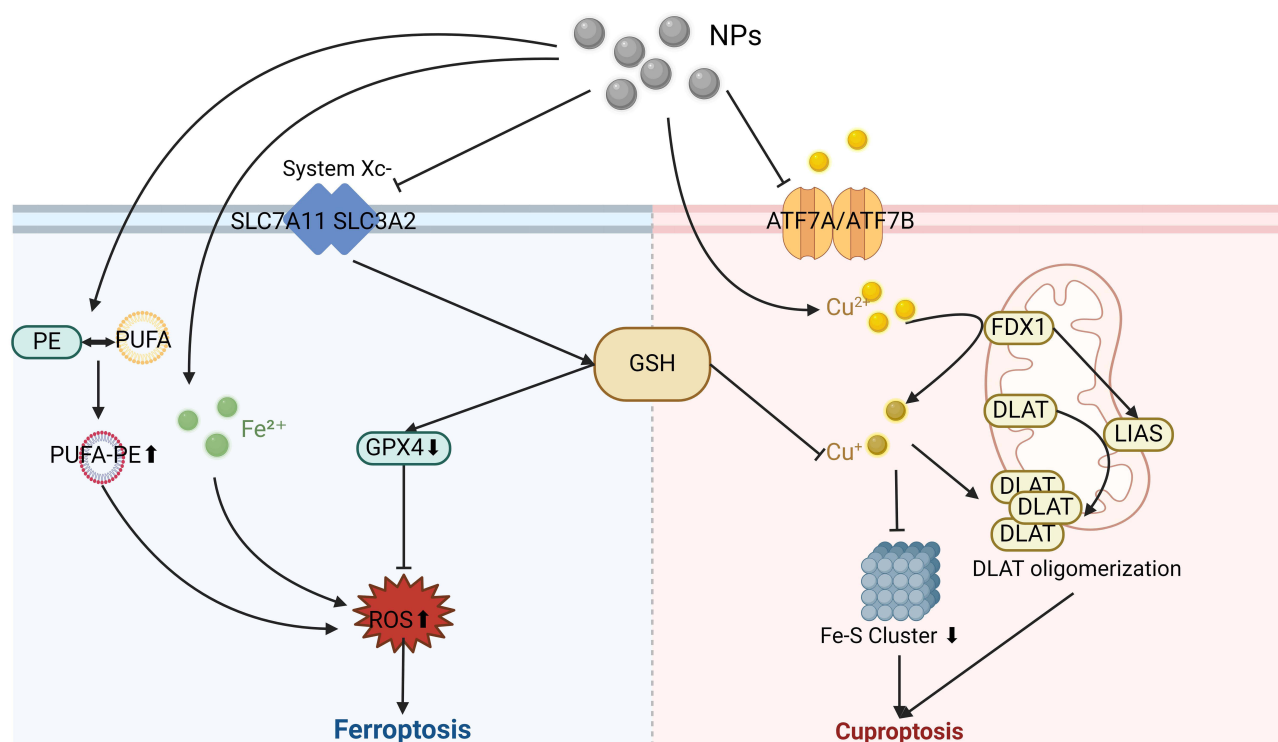 NPs
System Xc-
SLC7A11 SLC3A2
ATF7A/ATF7B
Cu²⁺
PE
PUFA
FDX1
GSH
DLAT
Fe²⁺
LIAS
GPX4⬇
Cu⁺
PUFA-PE⬆
DLAT
DLAT
DLAT
DLAT oligomerization
ROS⬆
Fe-S Cluster ⬇
Ferroptosis
Cuproptosis